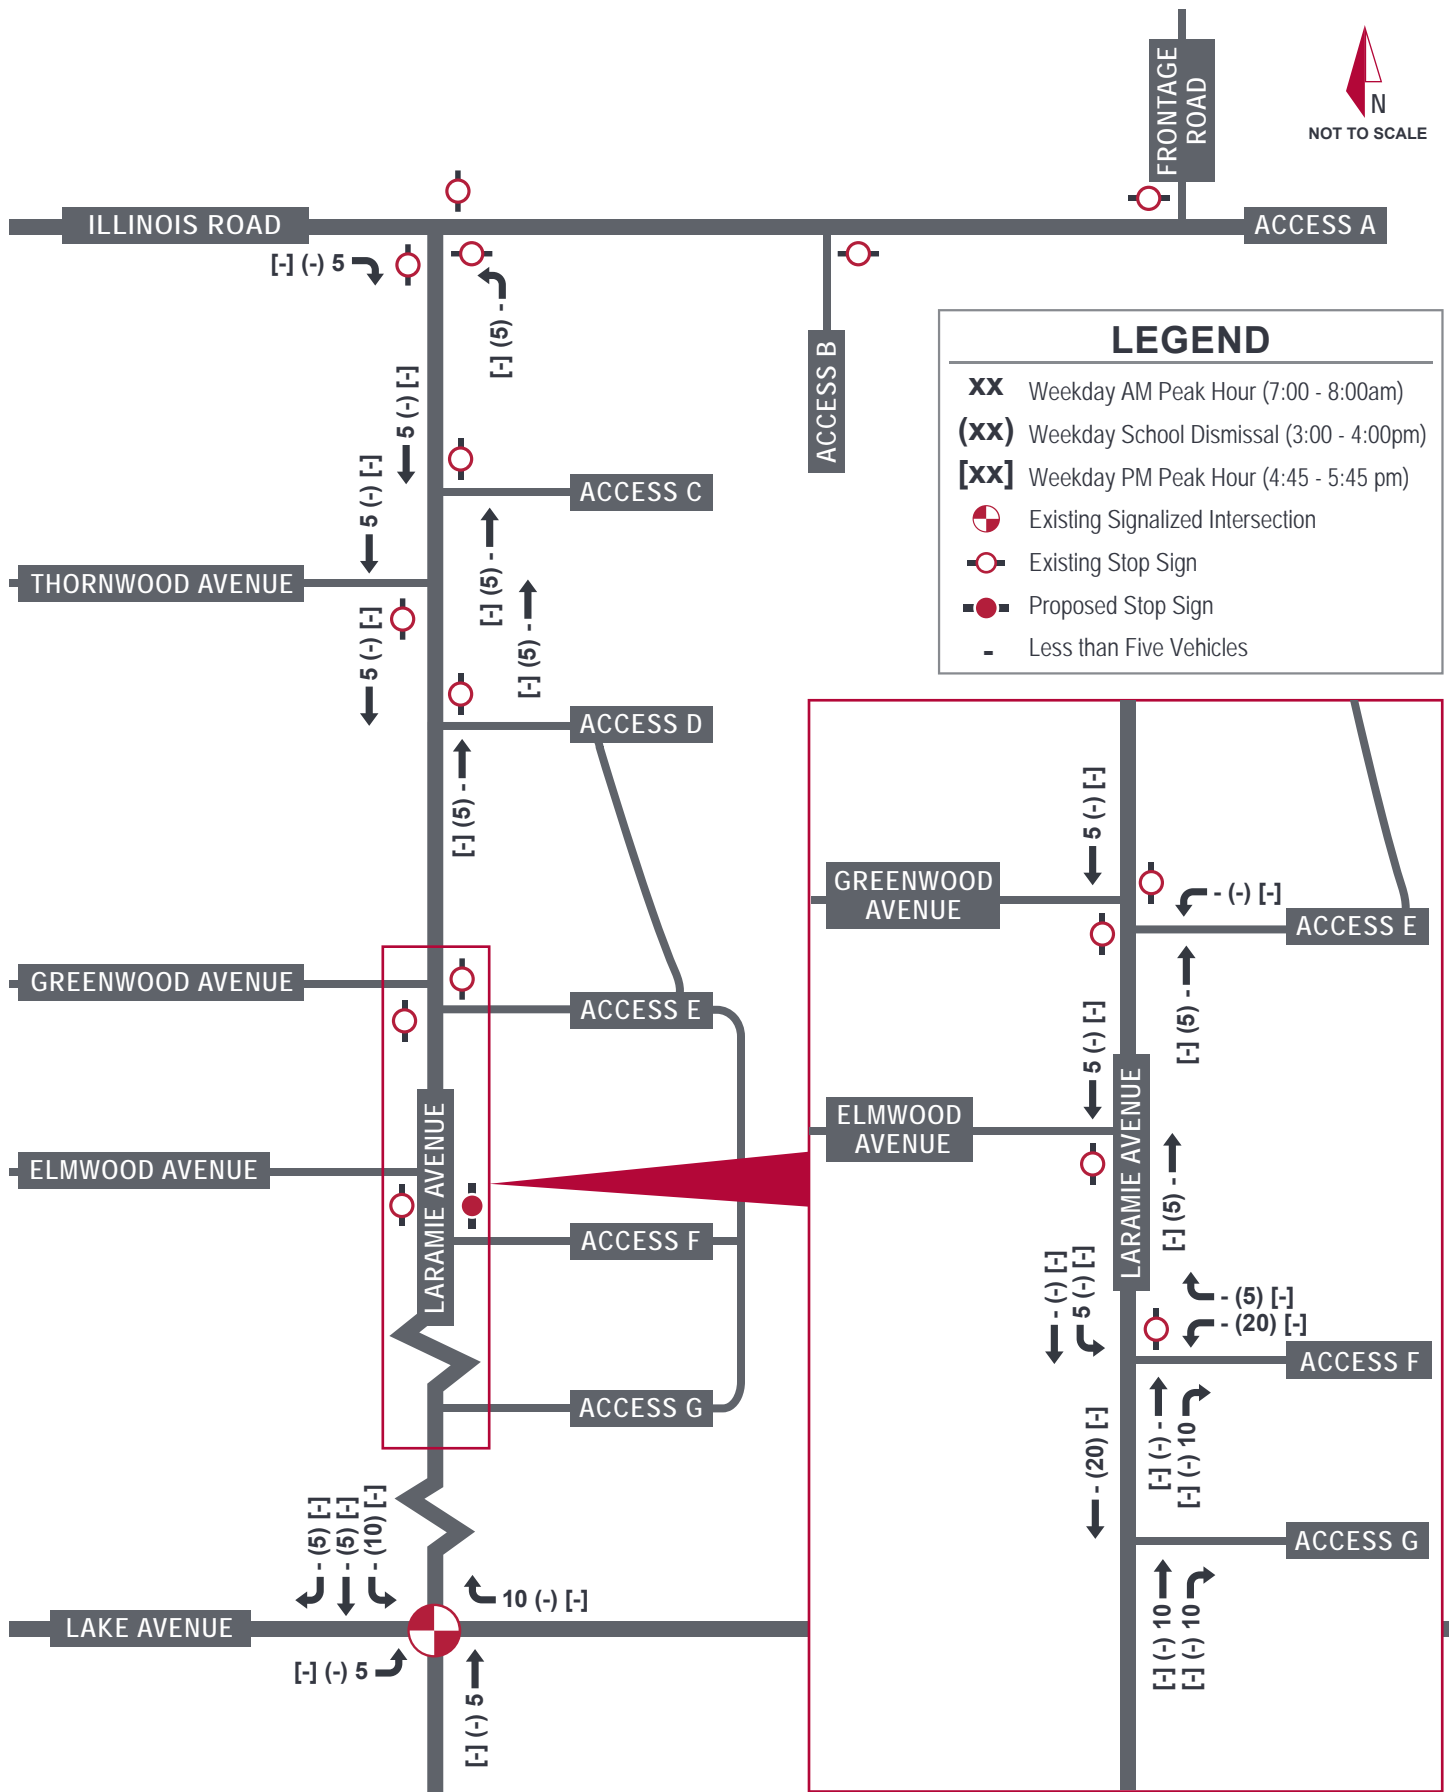 FRONTAGE
ROAD
N
NOT TO SCALE
ILLINOIS ROAD
ACCESS A
[-] (-) 5
[-] (5) -
ACCESS B
LEGEND
xx Weekday AM Peak Hour (7:00 - 8:00am)
(xx) Weekday School Dismissal (3:00 - 4:00pm)
[xx] Weekday PM Peak Hour (4:45 - 5:45 pm)
Existing Signalized Intersection
Existing Stop Sign
Proposed Stop Sign
- Less than Five Vehicles
5 (-) [-]
5 (-) [-]
ACCESS C
[-] (5) -
THORNWOOD AVENUE
5 (-) [-]
[-] (5) -
ACCESS D
[-] (5) -
GREENWOOD AVENUE
ACCESS E
ELMWOOD AVENUE
LARAMIE AVENUE
ACCESS F
ACCESS G
- (5) [-]
- (5) [-]
- (10) [-]
10 (-) [-]
LAKE AVENUE
[-] (-) 5
[-] (-) 5
5 (-) [-]
GREENWOOD
AVENUE
- (-) [-]
ACCESS E
[-] (5) -
5 (-) [-]
ELMWOOD
AVENUE
LARAMIE AVENUE
[-] (5) -
- (-) [-]
5 (-) [-]
- (5) [-]
- (20) [-]
ACCESS F
- (20) [-]
[-] (-) -
[-] (-) 10
ACCESS G
[-] (-) 10
[-] (-) 10